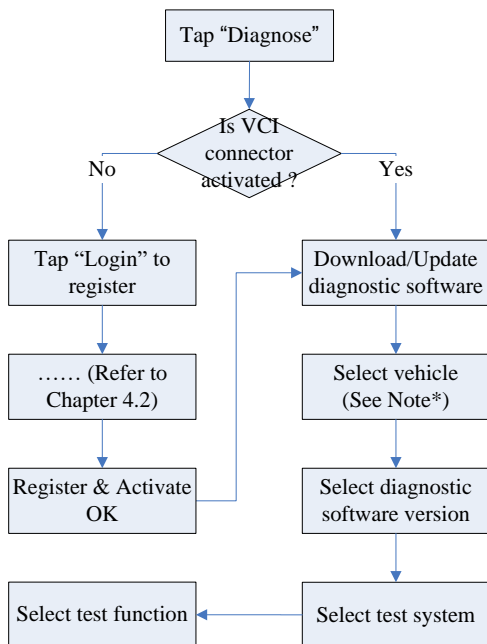 Tap “Diagnose”
Is VCI
connector
activated ?
No
Yes
Tap “Login” to
register
Download/Update
diagnostic software
…… (Refer to
Chapter 4.2)
Select vehicle
(See Note*)
Register & Activate
OK
Select diagnostic
software version
Select test function
Select test system